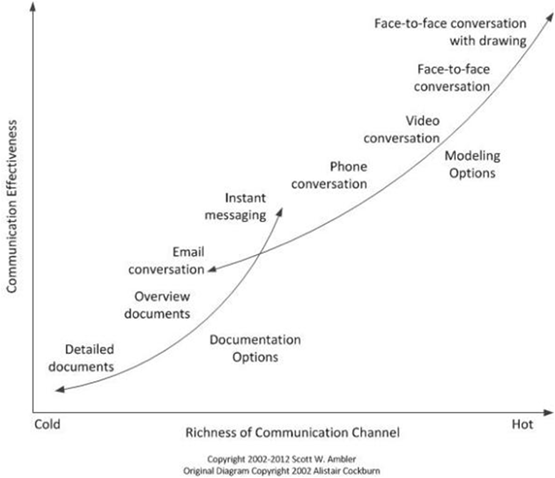 Face-to-face conversation
with drawing
Face-to-face
conversation
Video
conversation
Modeling
Options
Phone
conversation
Instant
messaging
Email
conversation
Overview
documents
Documentation
Options
Detailed
documents
Communication Effectiveness
Cold
Richness of Communication Channel
Hot
Copyright 2002-2012 Scott W. Ambler
Original Diagram Copyright 2002 Alistair Cockburn